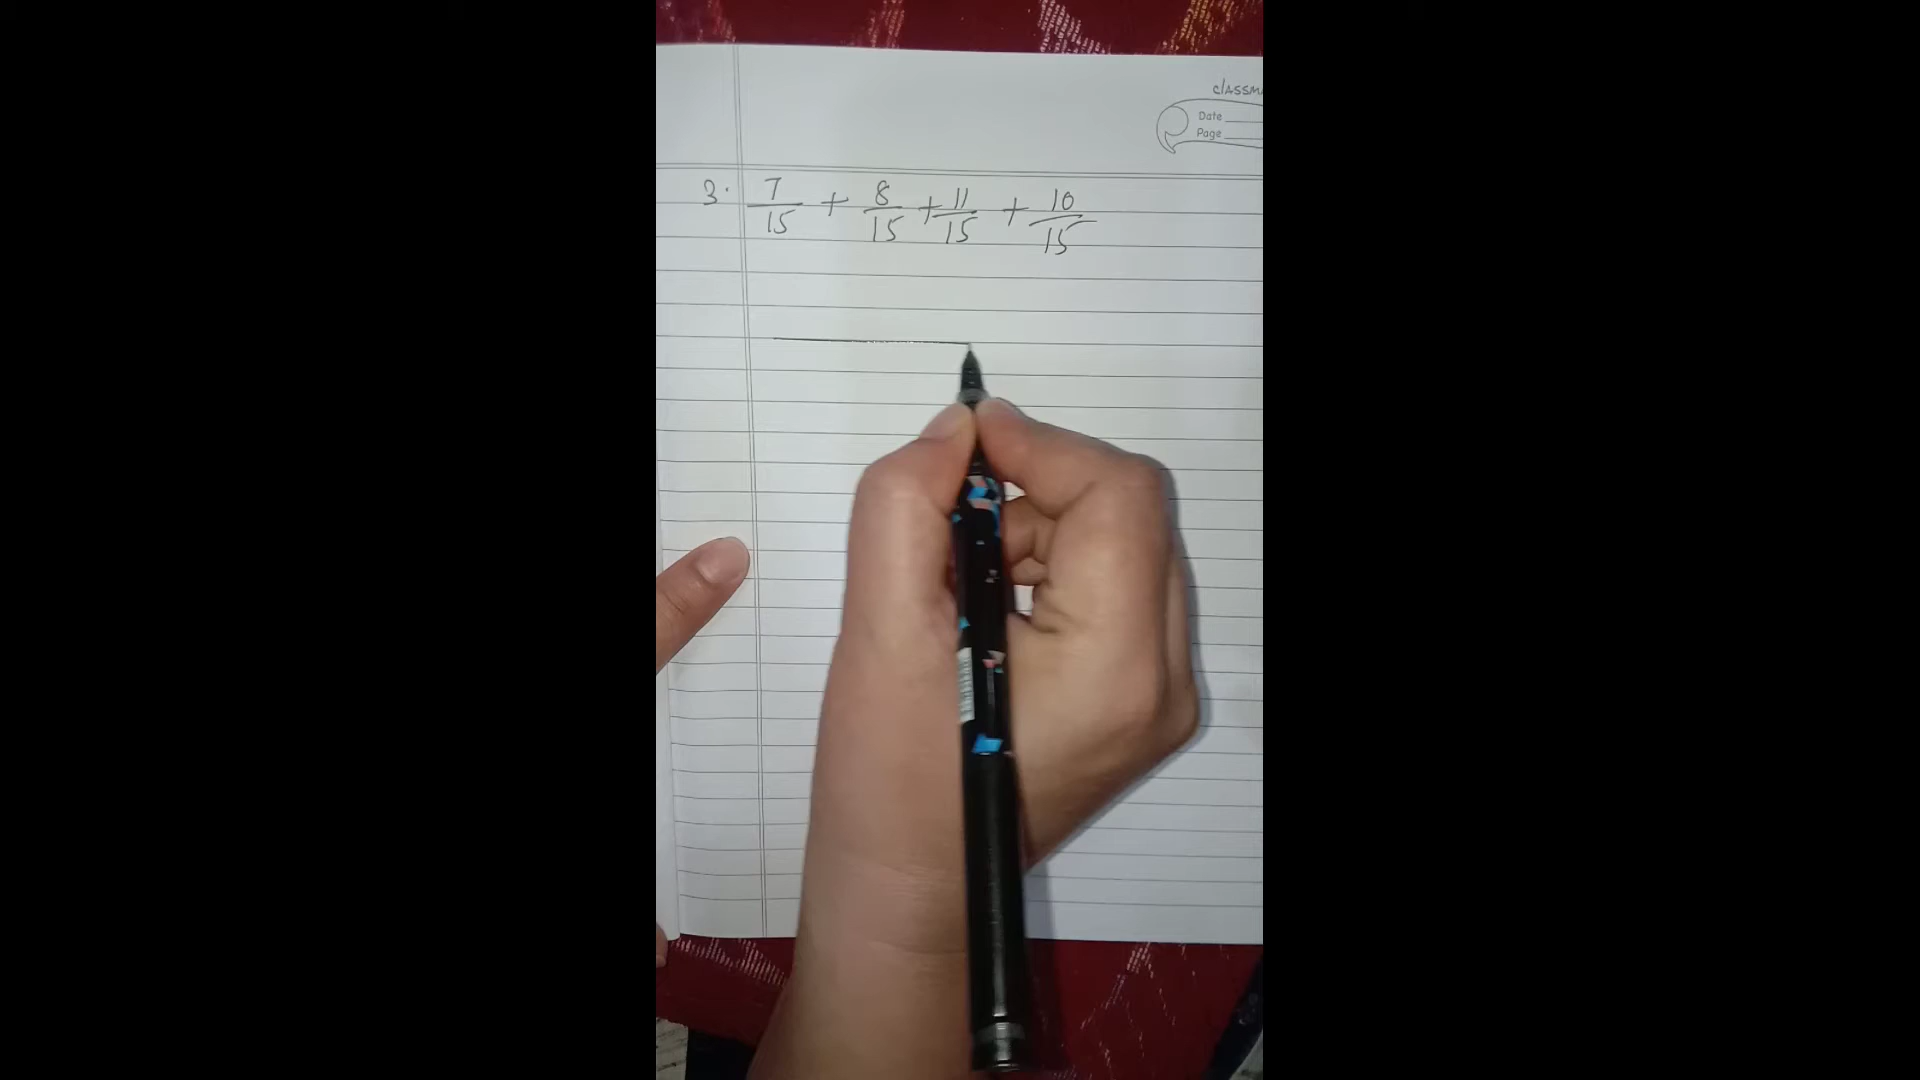 classm
Date
Page
3. 7/15 + 8/15 + 11/15 + 10/15